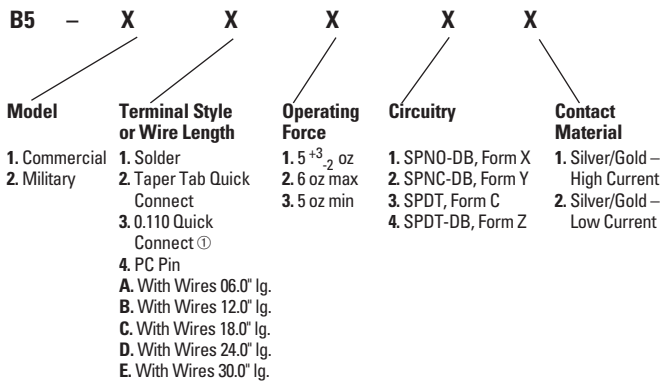 B5 – X X X X X
Model
1. Commercial
2. Military
Terminal Style
or Wire Length
1. Solder
2. Taper Tab Quick
Connect
3. 0.110 Quick
Connect ①
4. PC Pin
A. With Wires 06.0" lg.
B. With Wires 12.0" lg.
C. With Wires 18.0" lg.
D. With Wires 24.0" lg.
E. With Wires 30.0" lg.
Operating
Force
1. 5 +3 -2 oz
2. 6 oz max
3. 5 oz min
Circuitry
1. SPNO-DB, Form X
2. SPNC-DB, Form Y
3. SPDT, Form C
4. SPDT-DB, Form Z
Contact
Material
1. Silver/Gold –
High Current
2. Silver/Gold –
Low Current